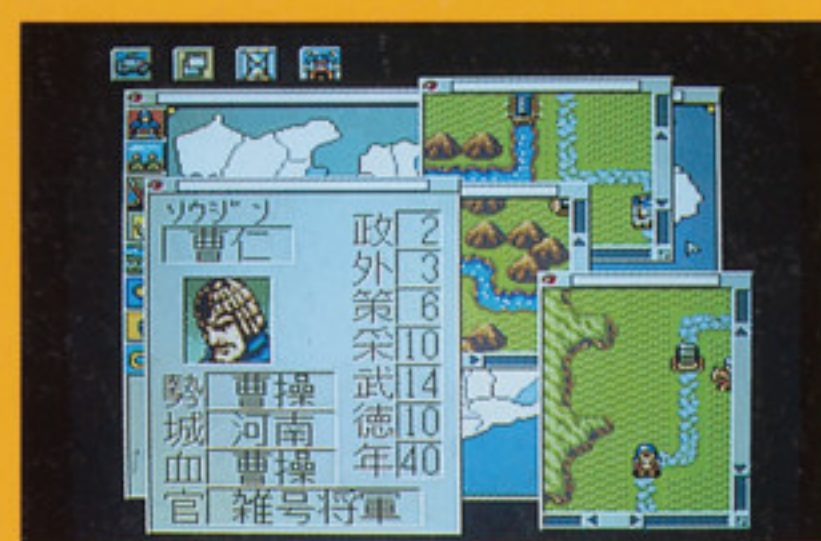 ソウジン
曹仁
政 2
外 3
策 6
采 10
武 14
徳 10
年 40
勢 曹操
城 河南
血 曹操
官 雑号将軍